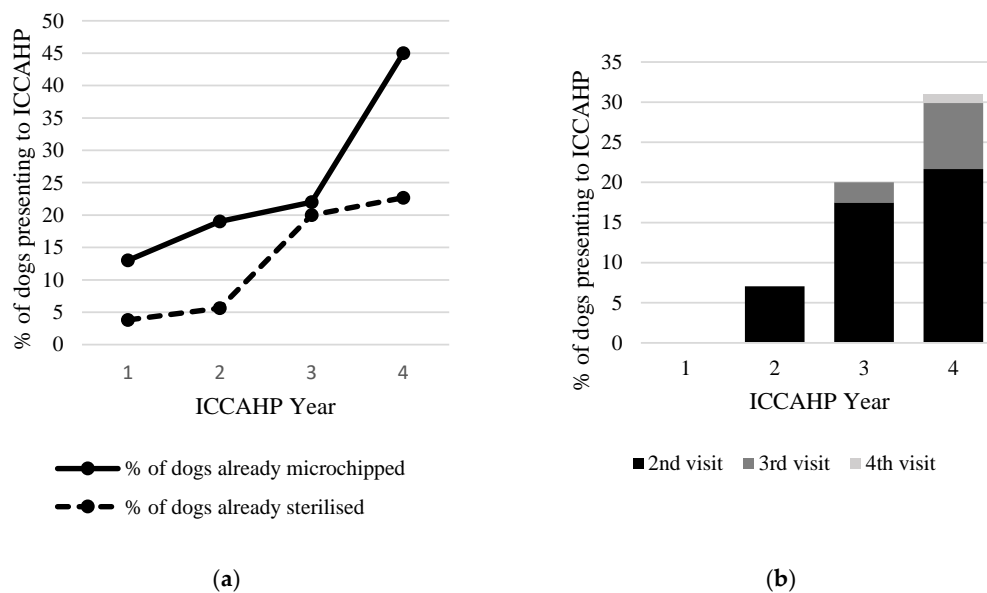 % of dogs presenting to ICCAHP
50
45
40
35
30
25
20
15
10
5
0
1 2 3 4
ICCAHP Year
% of dogs already microchipped
% of dogs already sterilised
(a)
% of dogs presenting to ICCAHP
35
30
25
20
15
10
5
0
1 2 3 4
ICCAHP Year
2nd visit 3rd visit 4th visit
(b)